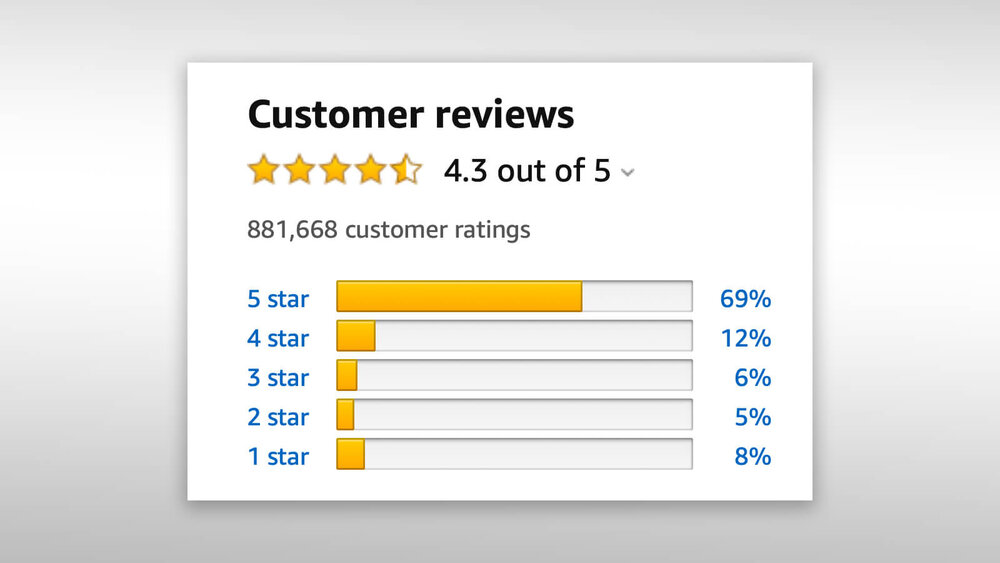 Customer reviews
4.3 out of 5
881,668 customer ratings
5 star 69%
4 star 12%
3 star 6%
2 star 5%
1 star 8%